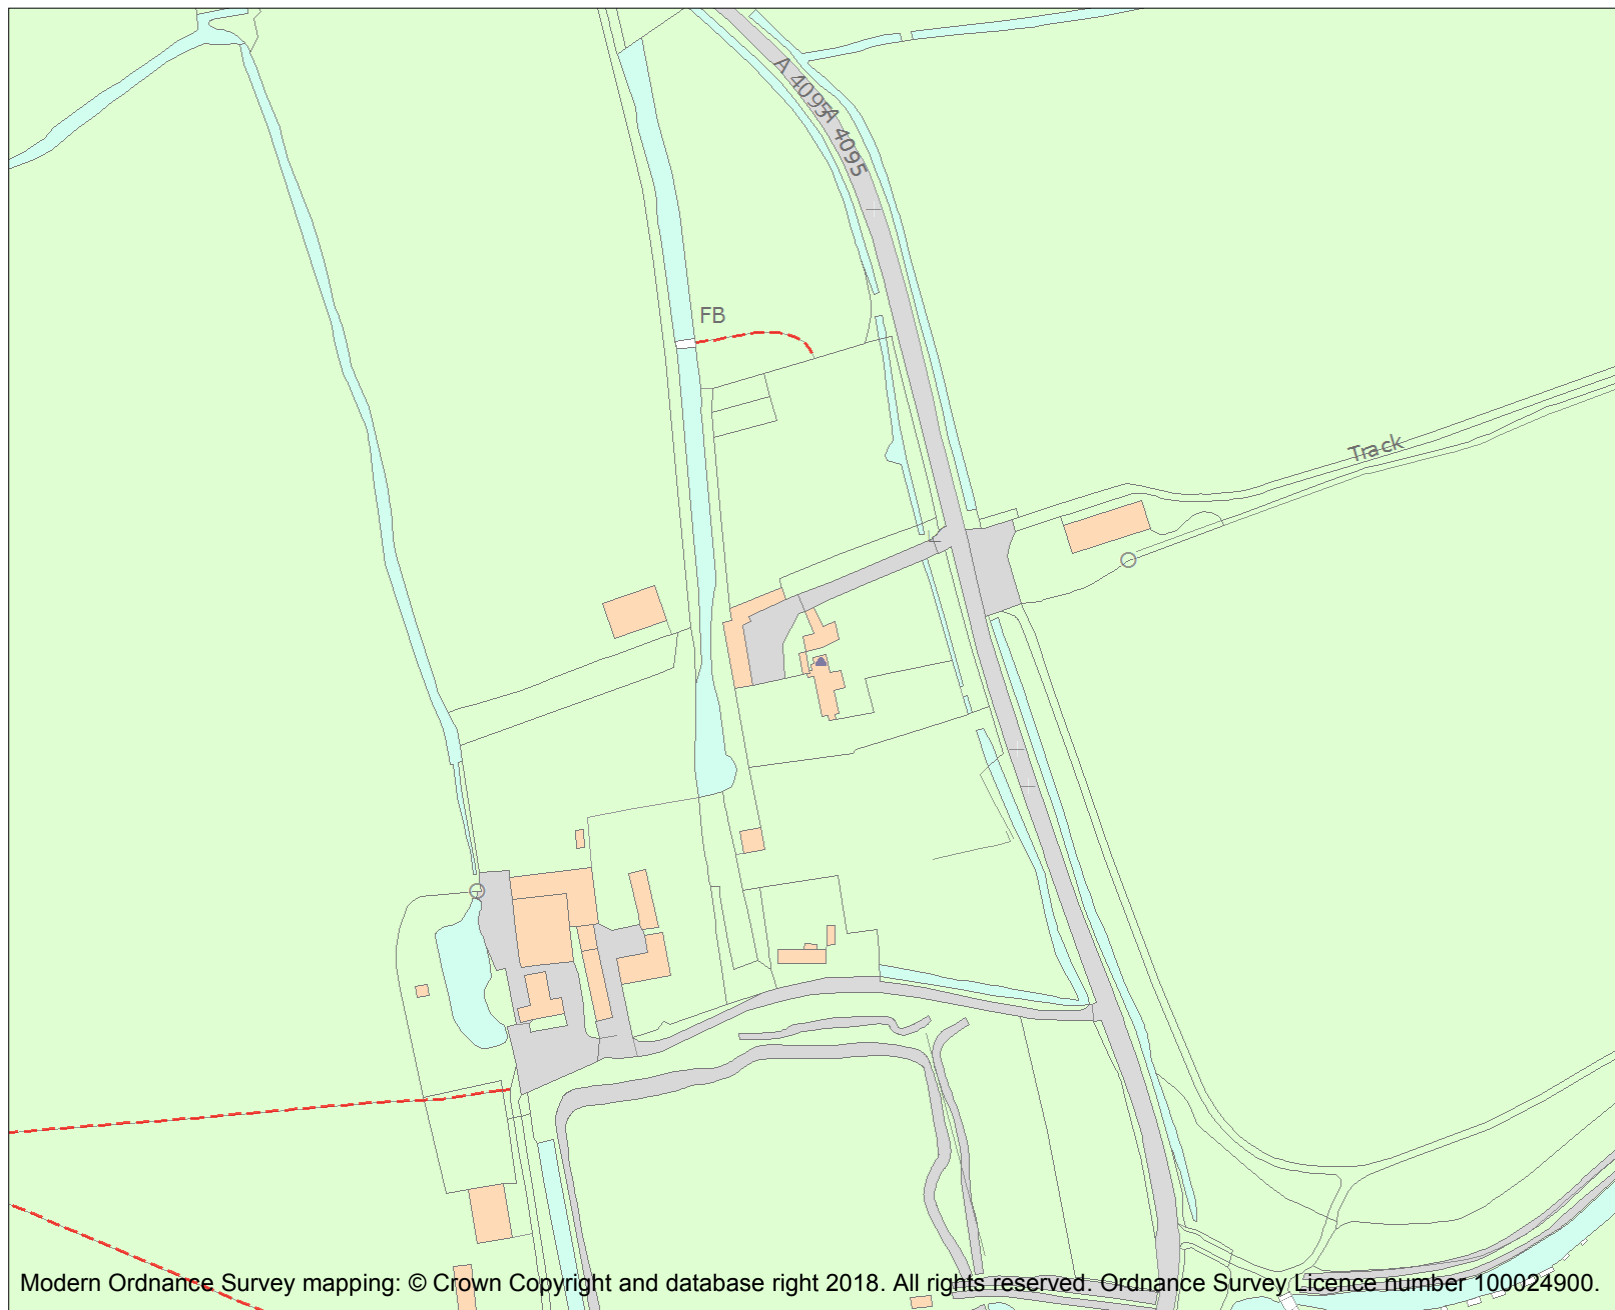 A 4095
A 4095
FB
Track
Modern Ordnance Survey mapping: © Crown Copyright and database right 2018. All rights reserved. Ordnance Survey Licence number 100024900.